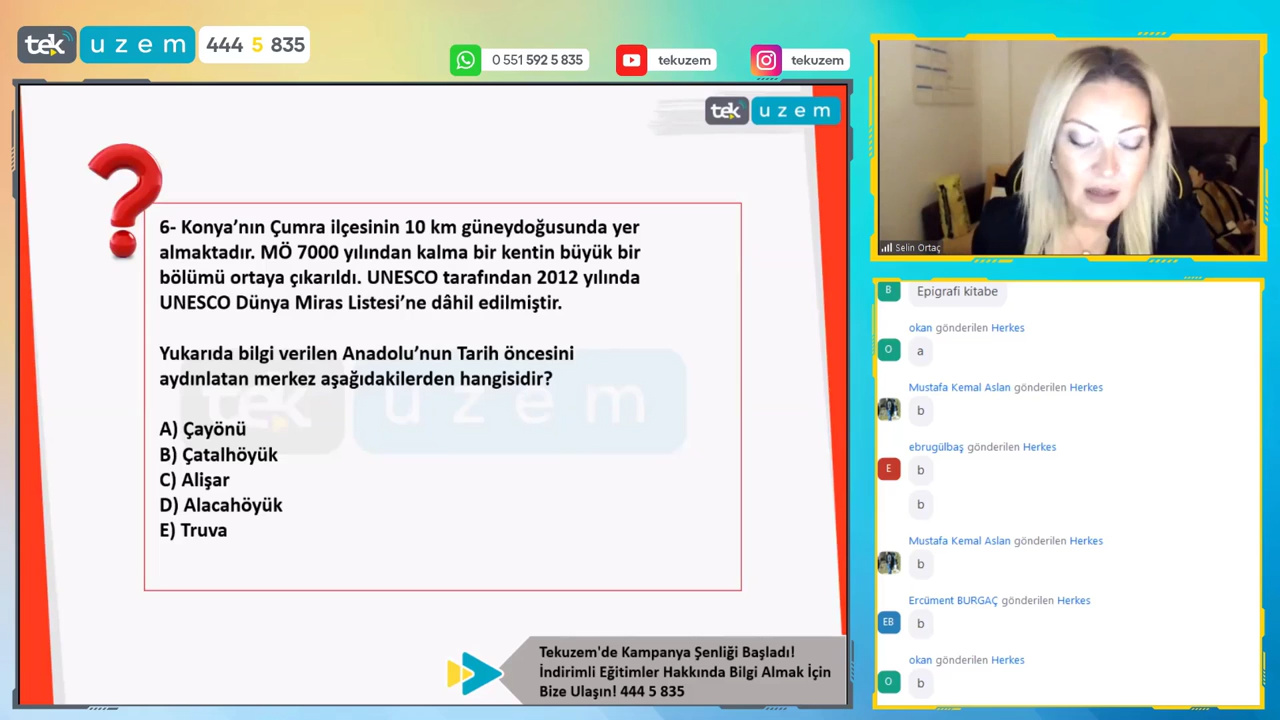 tek uzem 444 5 835
0 551 592 5 835
tekuzem
tekuzem
tek uzem
6- Konya’nın Çumra ilçesinin 10 km güneydoğusunda yer
almaktadır. MÖ 7000 yılından kalma bir kentin büyük bir
bölümü ortaya çıkarıldı. UNESCO tarafından 2012 yılında
UNESCO Dünya Miras Listesi’ne dâhil edilmiştir.
Yukarıda bilgi verilen Anadolu’nun Tarih öncesini
aydınlatan merkez aşağıdakilerden hangisidir?
tek uzem
A) Çayönü
B) Çatalhöyük
C) Alişar
D) Alacahöyük
E) Truva
Tekuzem'de Kampanya Şenliği Başladı!
İndirimli Eğitimler Hakkında Bilgi Almak İçin
Bize Ulaşın! 444 5 835
Selin Ortaç
B Epigrafi kitabe
okan gönderilen Herkes
O a
Mustafa Kemal Aslan gönderilen Herkes
b
ebrugülbaş gönderilen Herkes
E b
b
Mustafa Kemal Aslan gönderilen Herkes
b
Ercüment BURGAÇ gönderilen Herkes
EB b
okan gönderilen Herkes
O b